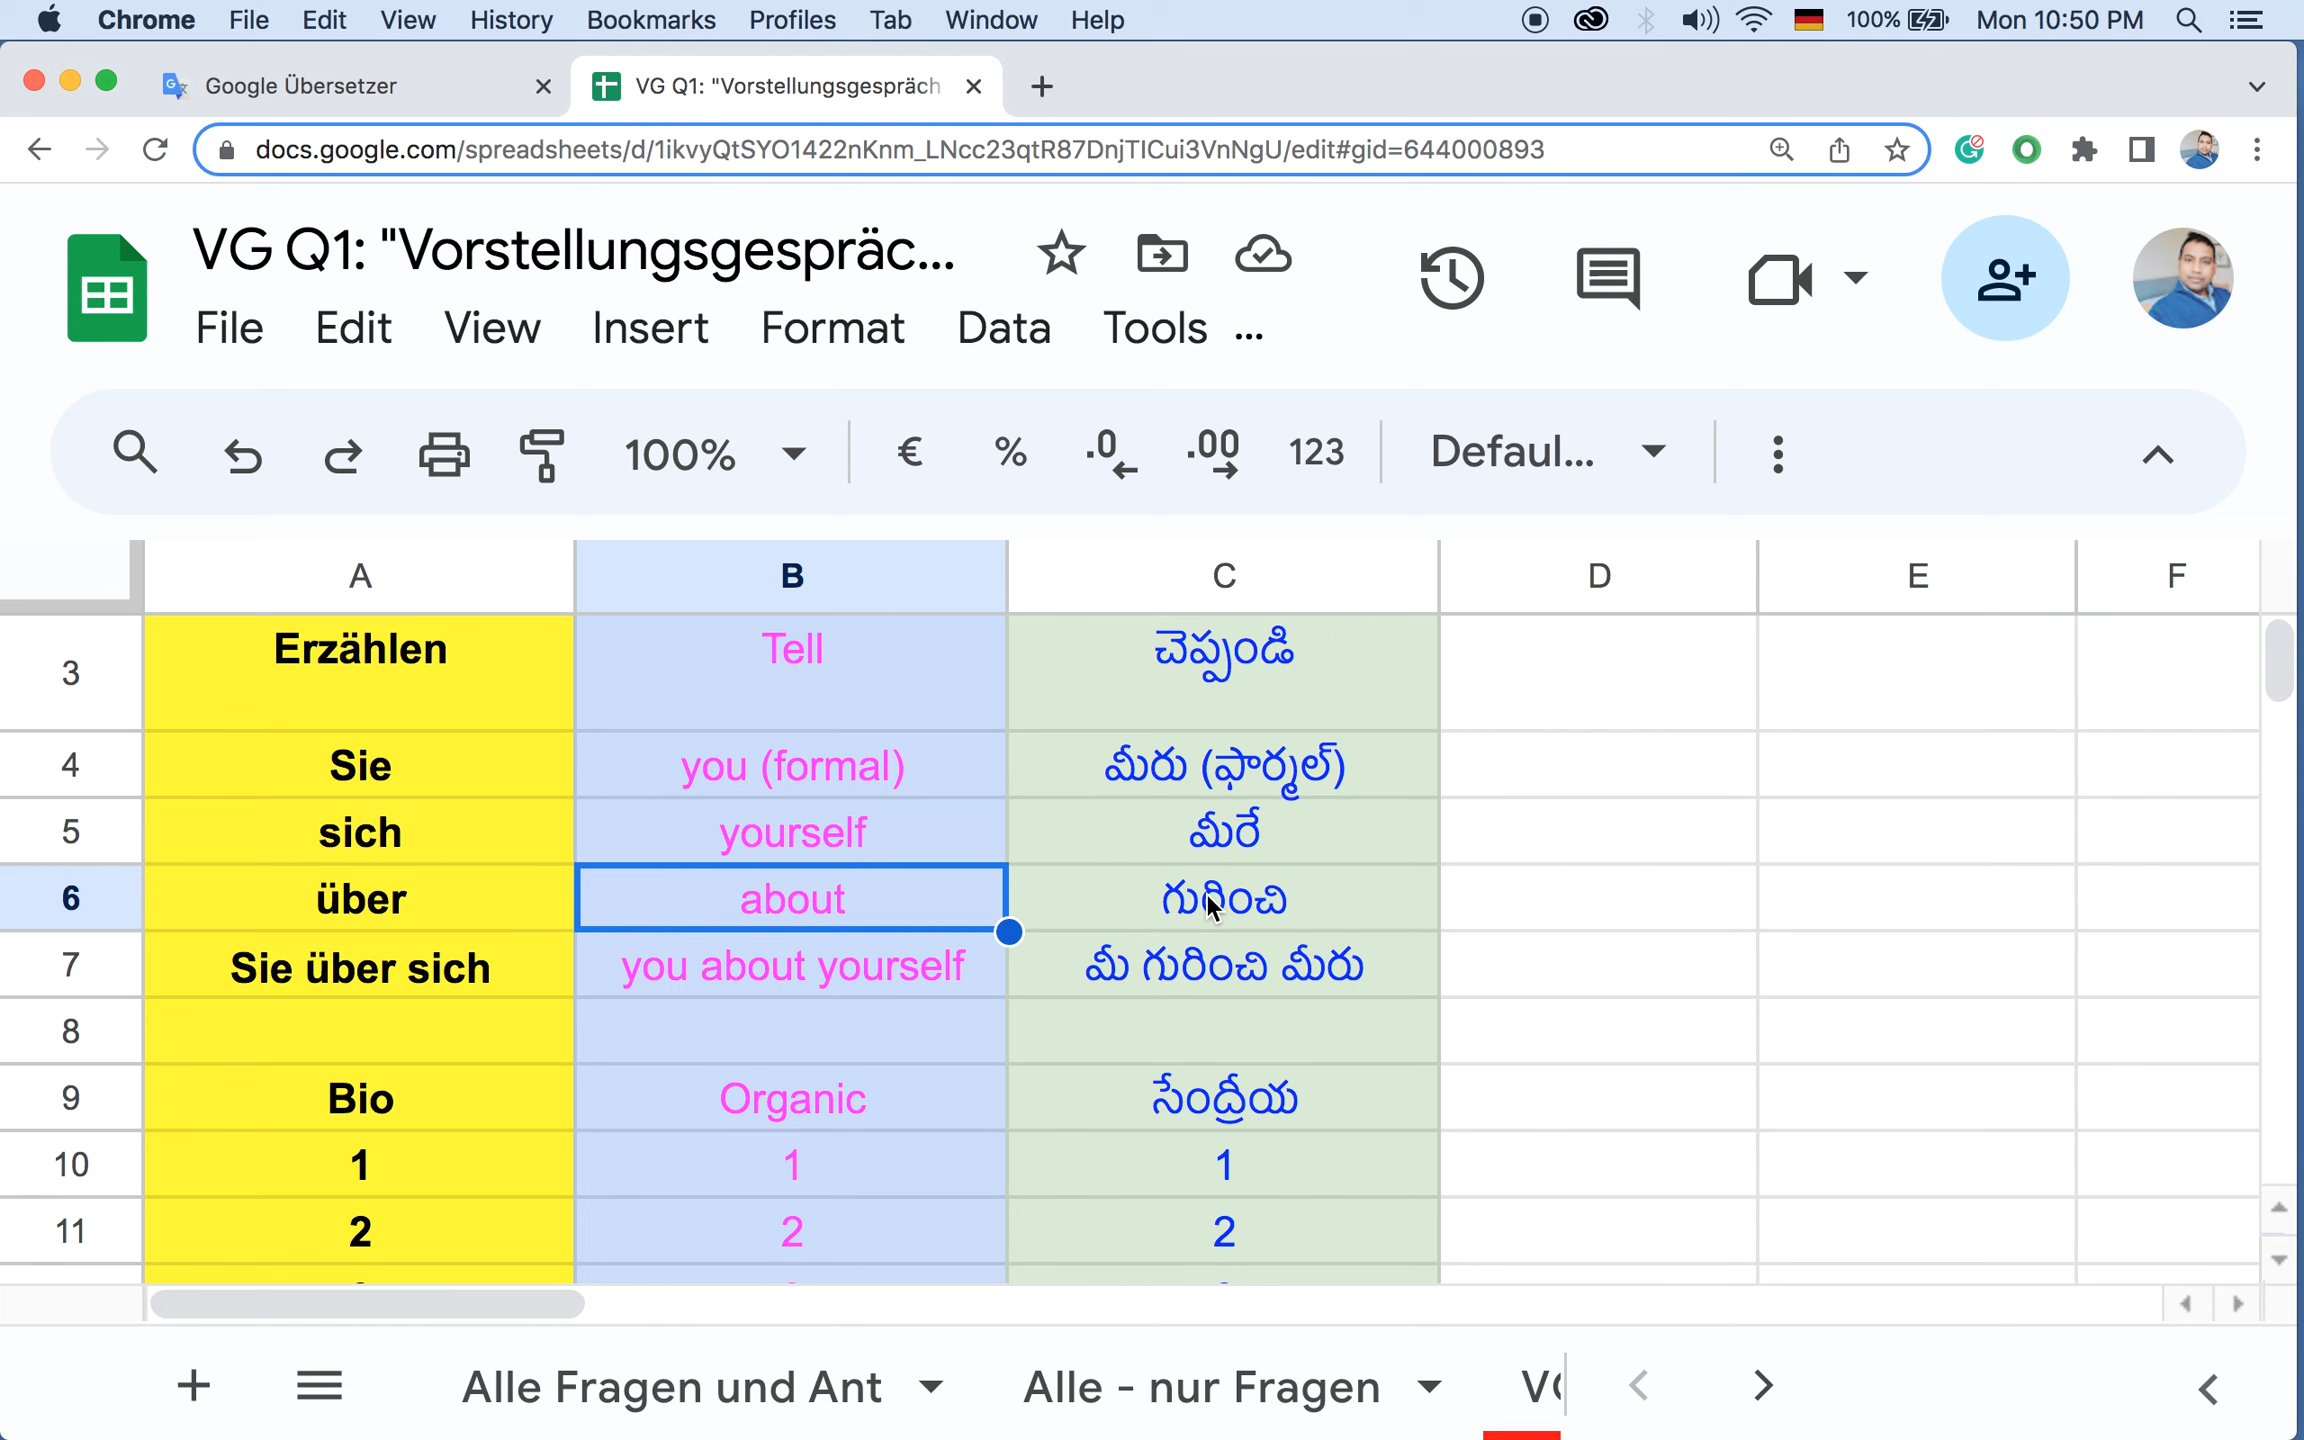 Chrome File Edit View History Bookmarks Profiles Tab Window Help 100% Mon 10:50 PM
Google Übersetzer VG Q1: "Vorstellungsgespräch
docs.google.com/spreadsheets/d/1ikvyQtSYO1422nKnm_LNcc23qtR87DnjTICui3VnNgU/edit#gid=644000893
VG Q1: "Vorstellungsgespräc...
File Edit View Insert Format Data Tools ...
100% € % .0 .00 123 Defaul...
A B C D E F
3 Erzählen Tell చెప్పండి
4 Sie you (formal) మీరు (ఫార్మల్)
5 sich yourself మీరే
6 über about గురించి
7 Sie über sich you about yourself మీ గురించి మీరు
8
9 Bio Organic సేంద్రీయ
10 1 1 1
11 2 2 2
Alle Fragen und Ant Alle - nur Fragen